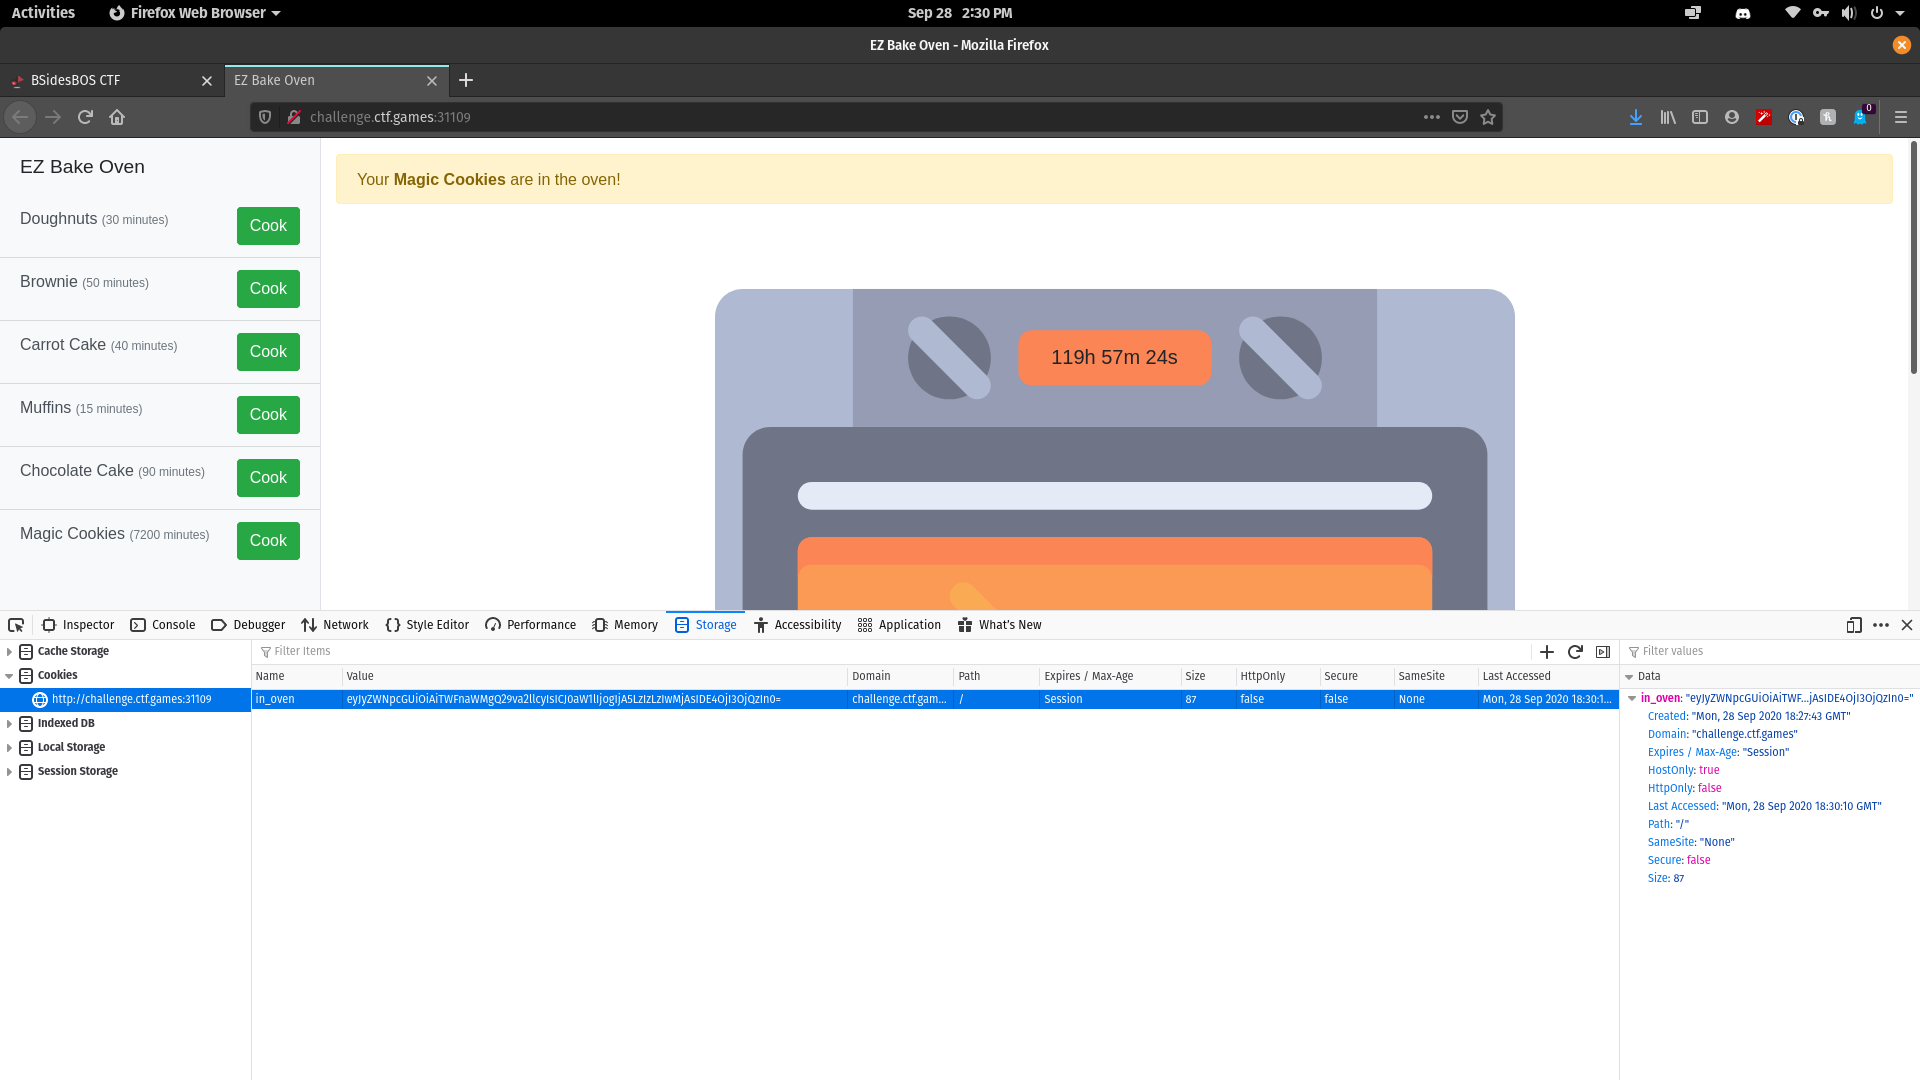 Activities Firefox Web Browser Sep 28 2:30 PM
EZ Bake Oven - Mozilla Firefox
BSidesBOS CTF EZ Bake Oven
challenge.ctf.games:31109 0
EZ Bake Oven
Doughnuts (30 minutes) Cook
Brownie (50 minutes) Cook
Carrot Cake (40 minutes) Cook
Muffins (15 minutes) Cook
Chocolate Cake (90 minutes) Cook
Magic Cookies (7200 minutes) Cook
Your Magic Cookies are in the oven!
119h 57m 24s
Inspector Console Debugger Network Style Editor Performance Memory Storage Accessibility Application What's New
Cache Storage
Cookies
http://challenge.ctf.games:31109
Indexed DB
Local Storage
Session Storage
Filter Items
Name Value Domain Path Expires / Max-Age Size HttpOnly Secure SameSite Last Accessed
in_oven challenge.ctf.gam... / Session 87 false false None Mon, 28 Sep 2020 18:30:1...
Filter values
Data
in_oven: "eyJyZWNpcGUiOiAiTWF...jAsIDE4OjI3OjQzIn0="
Created: "Mon, 28 Sep 2020 18:27:43 GMT"
Domain: "challenge.ctf.games"
Expires / Max-Age: "Session"
HostOnly: true
HttpOnly: false
Last Accessed: "Mon, 28 Sep 2020 18:30:10 GMT"
Path: "/"
SameSite: "None"
Secure: false
Size: 87